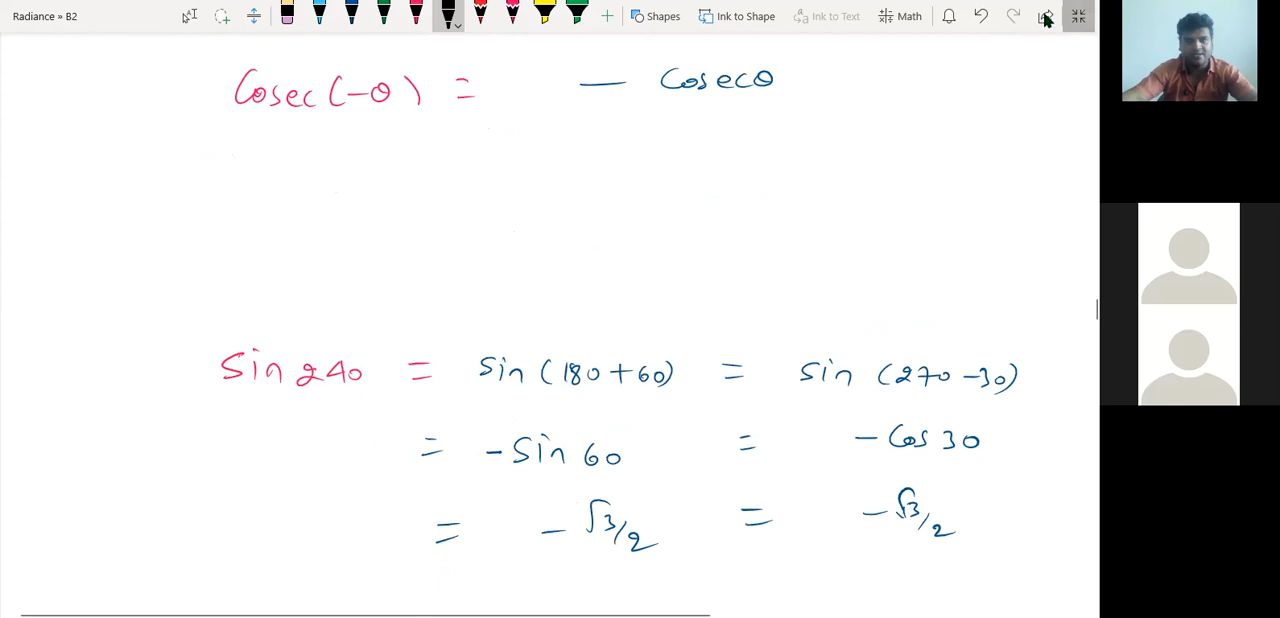 Radiance » B2 Shapes Ink to Shape Ink to Text Math
Cosec(-θ) = - Cosecθ
Sin 240 = Sin(180+60) = Sin (270-30)
= -Sin 60 = - Cos 30
= - √3/2 = - √3/2